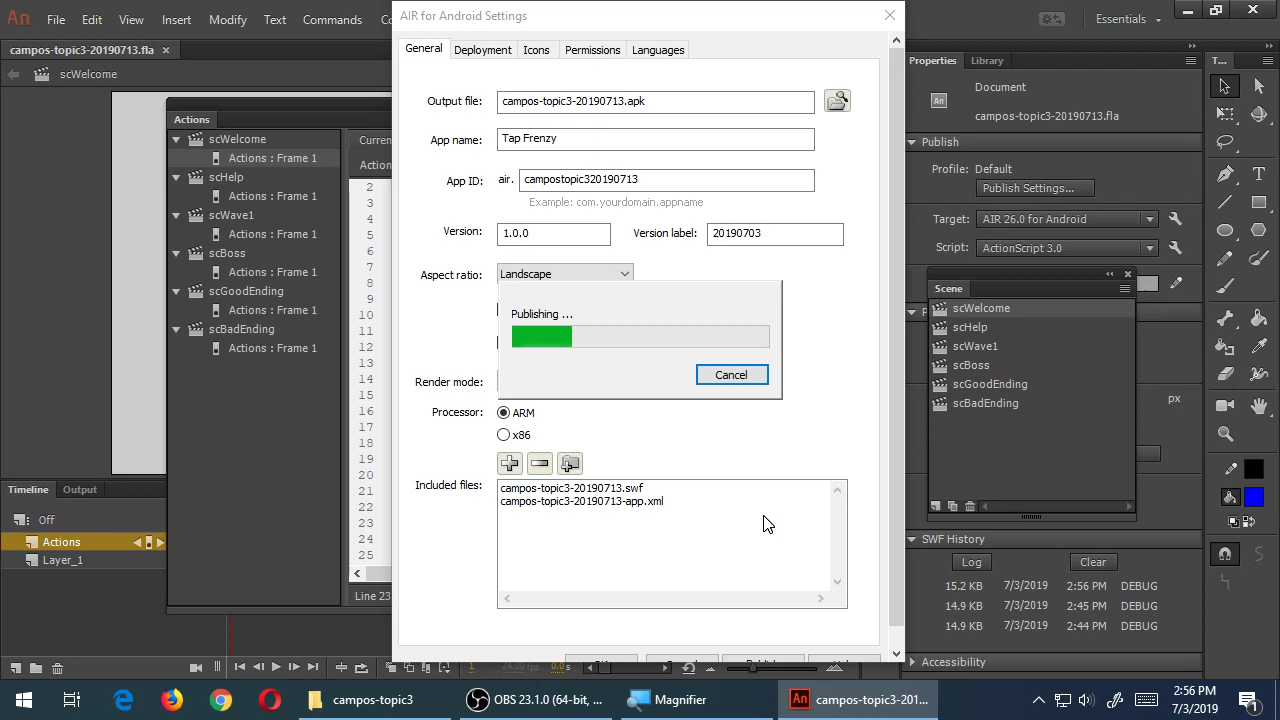 An
File
Edit
View
Insert
Modify
Text
Commands
Essentials
campos-topic3-20190713.fla
scWelcome
Actions
scWelcome
Actions : Frame 1
scHelp
Actions : Frame 1
scWave1
Actions : Frame 1
scBoss
Actions : Frame 1
scGoodEnding
Actions : Frame 1
scBadEnding
Actions : Frame 1
2
3
4
5
6
7
8
9
10
11
12
13
14
15
16
17
18
19
20
21
22
23
24
25
Line 23
AIR for Android Settings
General
Deployment
Icons
Permissions
Languages
Output file:
campos-topic3-20190713.apk
App name:
Tap Frenzy
App ID:
air.
campostopic320190713
Example: com.yourdomain.appname
Version:
1.0.0
Version label:
20190703
Aspect ratio:
Landscape
Publishing ...
Cancel
Render mode:
Processor:
ARM
x86
Included files:
campos-topic3-20190713.swf
campos-topic3-20190713-app.xml
Properties
Library
Document
An
campos-topic3-20190713.fla
Publish
Profile:
Default
Publish Settings...
Target:
AIR 26.0 for Android
Script:
ActionScript 3.0
Scene
scWelcome
scHelp
scWave1
scBoss
scGoodEnding
scBadEnding
px
SWF History
Log
Clear
15.2 KB
7/3/2019
2:56 PM
DEBUG
14.9 KB
7/3/2019
2:45 PM
DEBUG
14.9 KB
7/3/2019
2:44 PM
DEBUG
Accessibility
T...
Timeline
Output
Off
Actions
Layer_1
1
24.00 fps
0.0 s
campos-topic3
OBS 23.1.0 (64-bit, ...
Magnifier
An
campos-topic3-201...
2:56 PM
7/3/2019
1